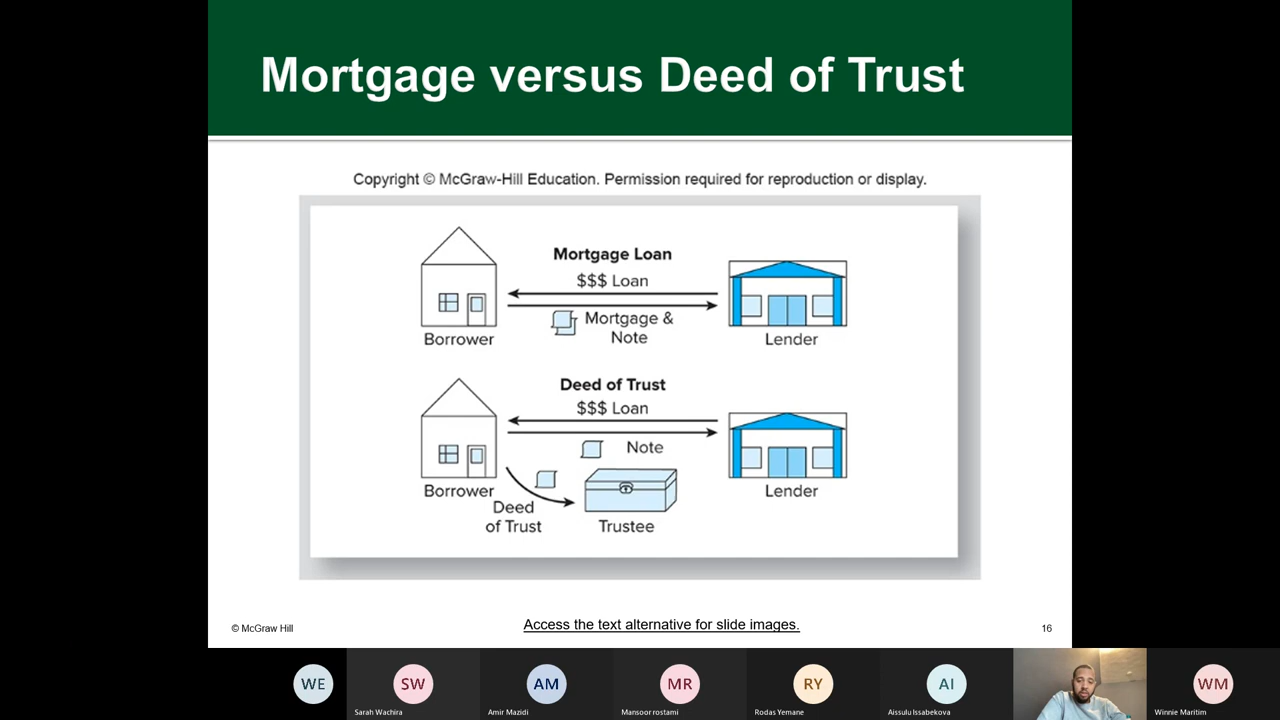 Mortgage versus Deed of Trust
Copyright © McGraw-Hill Education. Permission required for reproduction or display.
Mortgage Loan
$$$ Loan
Mortgage &
Note
Borrower
Lender
Deed of Trust
$$$ Loan
Note
Borrower
Deed
of Trust
Trustee
Lender
© McGraw Hill
Access the text alternative for slide images.
16
WE
SW
AM
MR
RY
AI
WM
Sarah Wachira
Amir Mazidi
Mansoor rostami
Rodas Yemane
Aissulu Issabekova
Winnie Maritim